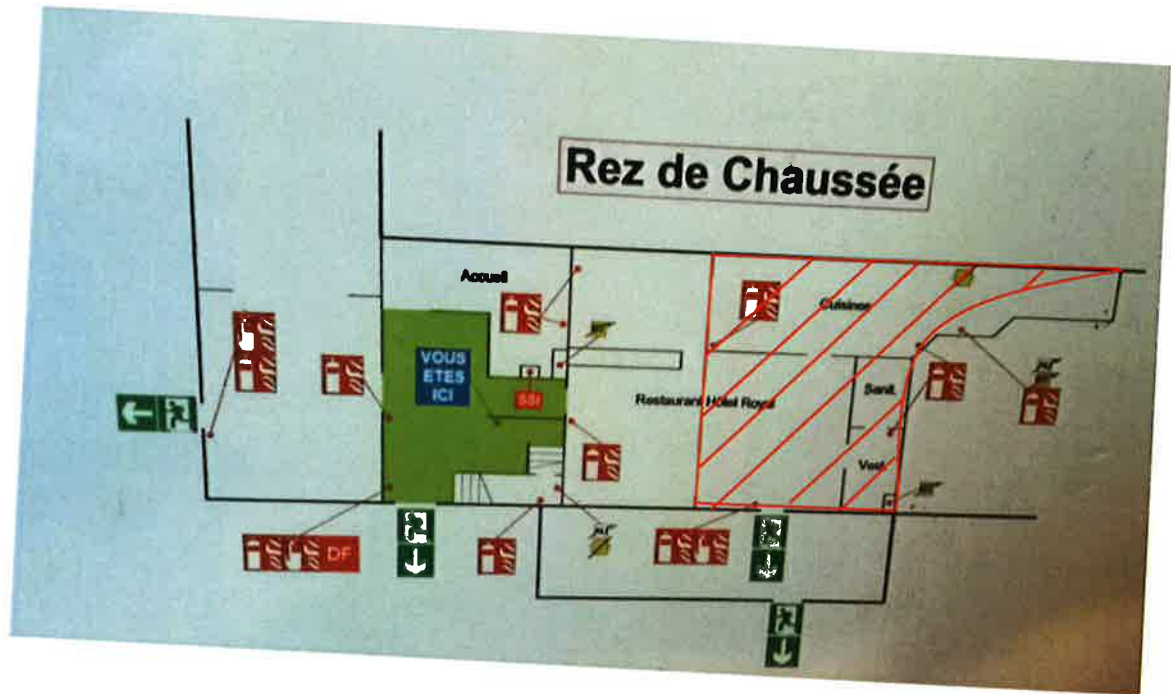 Rez de Chaussée
Accueil
Cuisines
VOUS
ETES
ICI
SSI
Restaurant Hôtel Royal
Sanit.
Vest.
DF